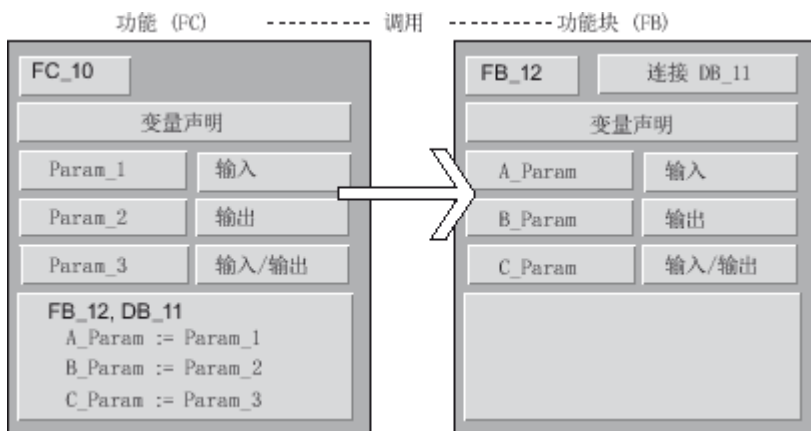 功能 (FC) ---------- 调用 ---------- 功能块 (FB)
FC_10
变量声明
Param_1 输入
Param_2 输出
Param_3 输入/输出
FB_12, DB_11
A_Param := Param_1
B_Param := Param_2
C_Param := Param_3
FB_12 连接 DB_11
变量声明
A_Param 输入
B_Param 输出
C_Param 输入/输出